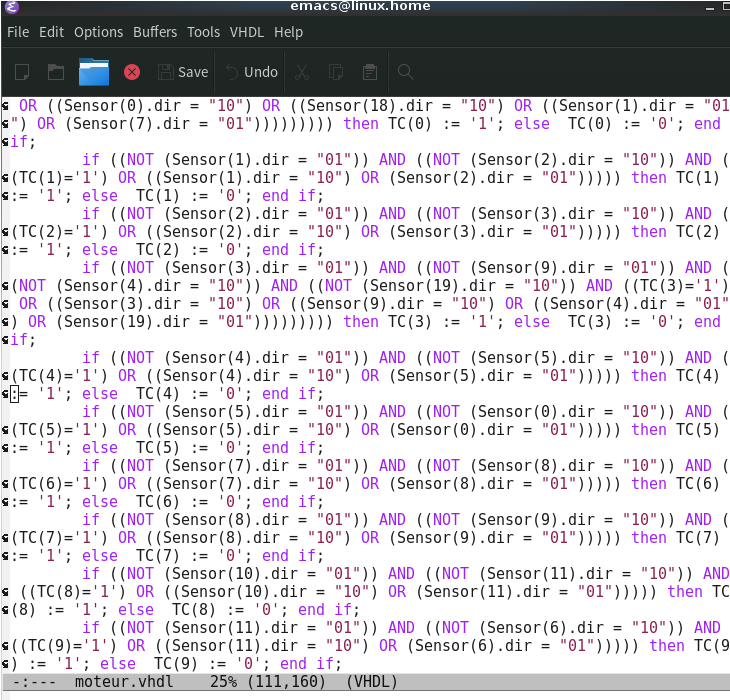 emacs@linux.home
File Edit Options Buffers Tools VHDL Help
Save Undo
OR ((Sensor(0).dir = "10") OR ((Sensor(18).dir = "10") OR ((Sensor(1).dir = "01
") OR (Sensor(7).dir = "01"))))))))) then TC(0) := '1'; else  TC(0) := '0'; end
if;
if ((NOT (Sensor(1).dir = "01")) AND ((NOT (Sensor(2).dir = "10")) AND (
(TC(1)='1') OR ((Sensor(1).dir = "10") OR (Sensor(2).dir = "01"))))) then TC(1)
:= '1'; else  TC(1) := '0'; end if;
if ((NOT (Sensor(2).dir = "01")) AND ((NOT (Sensor(3).dir = "10")) AND (
(TC(2)='1') OR ((Sensor(2).dir = "10") OR (Sensor(3).dir = "01"))))) then TC(2)
:= '1'; else  TC(2) := '0'; end if;
if ((NOT (Sensor(3).dir = "01")) AND ((NOT (Sensor(9).dir = "01")) AND (
(NOT (Sensor(4).dir = "10")) AND ((NOT (Sensor(19).dir = "10")) AND ((TC(3)='1')
OR ((Sensor(3).dir = "10") OR ((Sensor(9).dir = "10") OR ((Sensor(4).dir = "01"
) OR (Sensor(19).dir = "01"))))))))) then TC(3) := '1'; else  TC(3) := '0'; end
if;
if ((NOT (Sensor(4).dir = "01")) AND ((NOT (Sensor(5).dir = "10")) AND (
(TC(4)='1') OR ((Sensor(4).dir = "10") OR (Sensor(5).dir = "01"))))) then TC(4)
:= '1'; else  TC(4) := '0'; end if;
if ((NOT (Sensor(5).dir = "01")) AND ((NOT (Sensor(0).dir = "10")) AND (
(TC(5)='1') OR ((Sensor(5).dir = "10") OR (Sensor(0).dir = "01"))))) then TC(5)
:= '1'; else  TC(5) := '0'; end if;
if ((NOT (Sensor(7).dir = "01")) AND ((NOT (Sensor(8).dir = "10")) AND (
(TC(6)='1') OR ((Sensor(7).dir = "10") OR (Sensor(8).dir = "01"))))) then TC(6)
:= '1'; else  TC(6) := '0'; end if;
if ((NOT (Sensor(8).dir = "01")) AND ((NOT (Sensor(9).dir = "10")) AND (
(TC(7)='1') OR ((Sensor(8).dir = "10") OR (Sensor(9).dir = "01"))))) then TC(7)
:= '1'; else  TC(7) := '0'; end if;
if ((NOT (Sensor(10).dir = "01")) AND ((NOT (Sensor(11).dir = "10")) AND
((TC(8)='1') OR ((Sensor(10).dir = "10") OR (Sensor(11).dir = "01"))))) then TC
(8) := '1'; else  TC(8) := '0'; end if;
if ((NOT (Sensor(11).dir = "01")) AND ((NOT (Sensor(6).dir = "10")) AND
((TC(9)='1') OR ((Sensor(11).dir = "10") OR (Sensor(6).dir = "01"))))) then TC(9
) := '1'; else  TC(9) := '0'; end if;
-:---  moteur.vhdl    25% (111,160)  (VHDL)